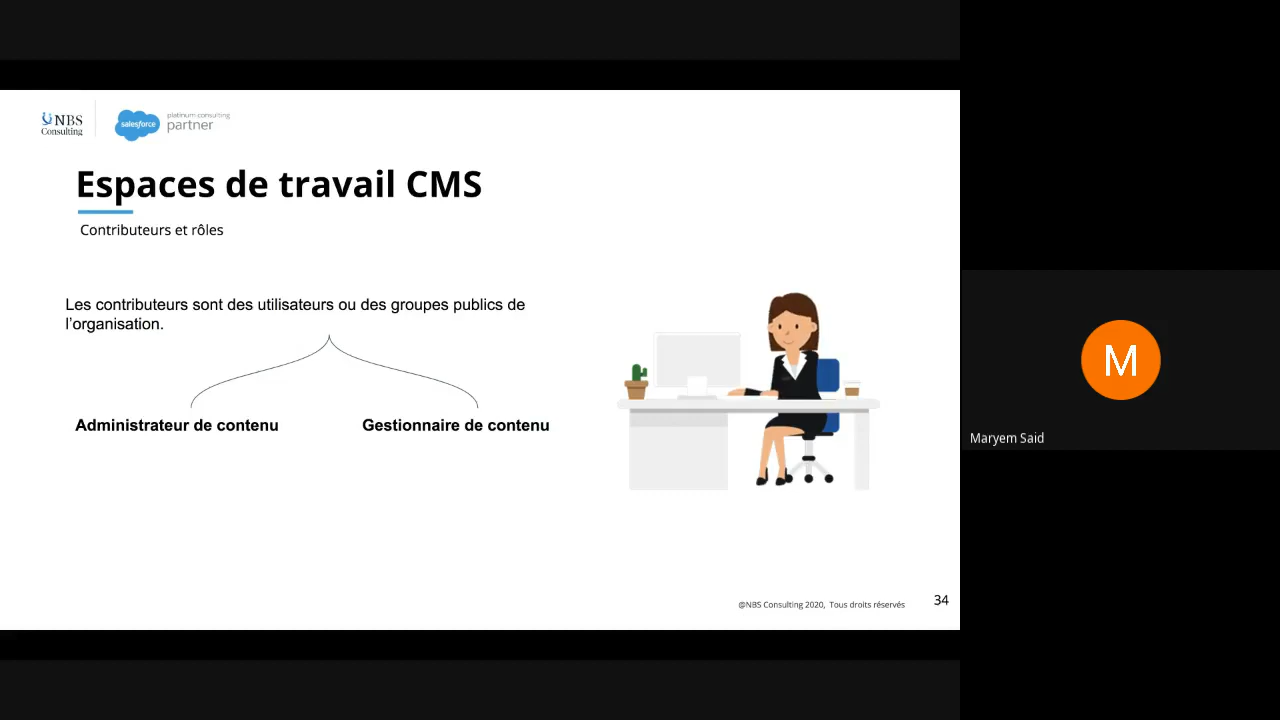 NBS
Consulting
salesforce
platinum consulting
partner
Espaces de travail CMS
Contributeurs et rôles
Les contributeurs sont des utilisateurs ou des groupes publics de
l’organisation.
Administrateur de contenu
Gestionnaire de contenu
@NBS Consulting 2020, Tous droits réservés
34
M
Maryem Said